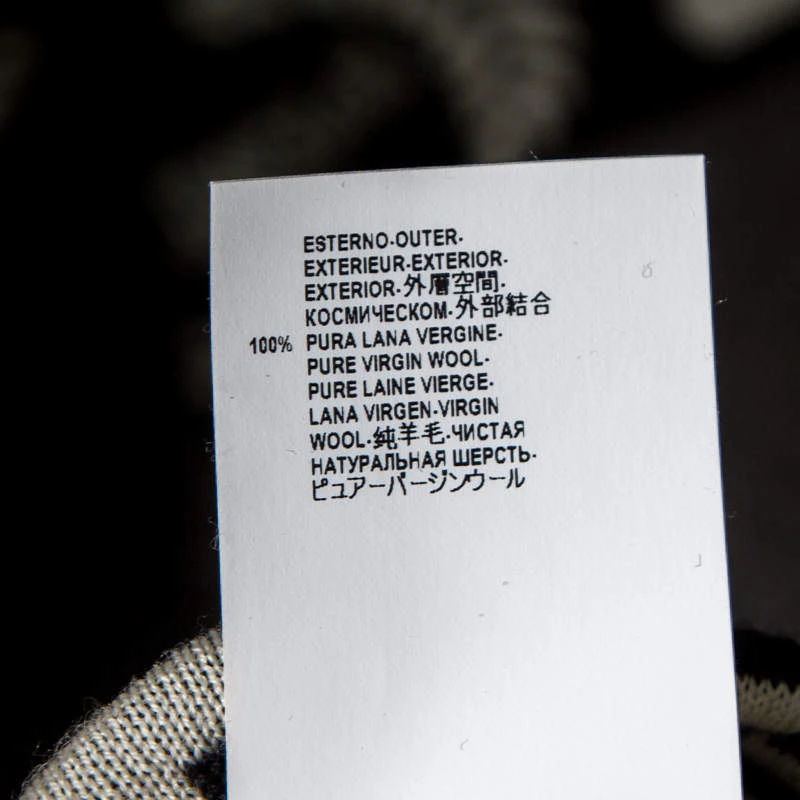 ESTERNO-OUTER-
EXTERIEUR-EXTERIOR-
EXTERIOR-外層空間-
КОСМИЧЕСКОМ-外部結合
100% PURA LANA VERGINE-
PURE VIRGIN WOOL-
PURE LAINE VIERGE-
LANA VIRGEN-VIRGIN
WOOL-纯羊毛-ЧИСТАЯ
НАТУРАЛЬНАЯ ШЕРСТЬ-
ピュアーバージンウール